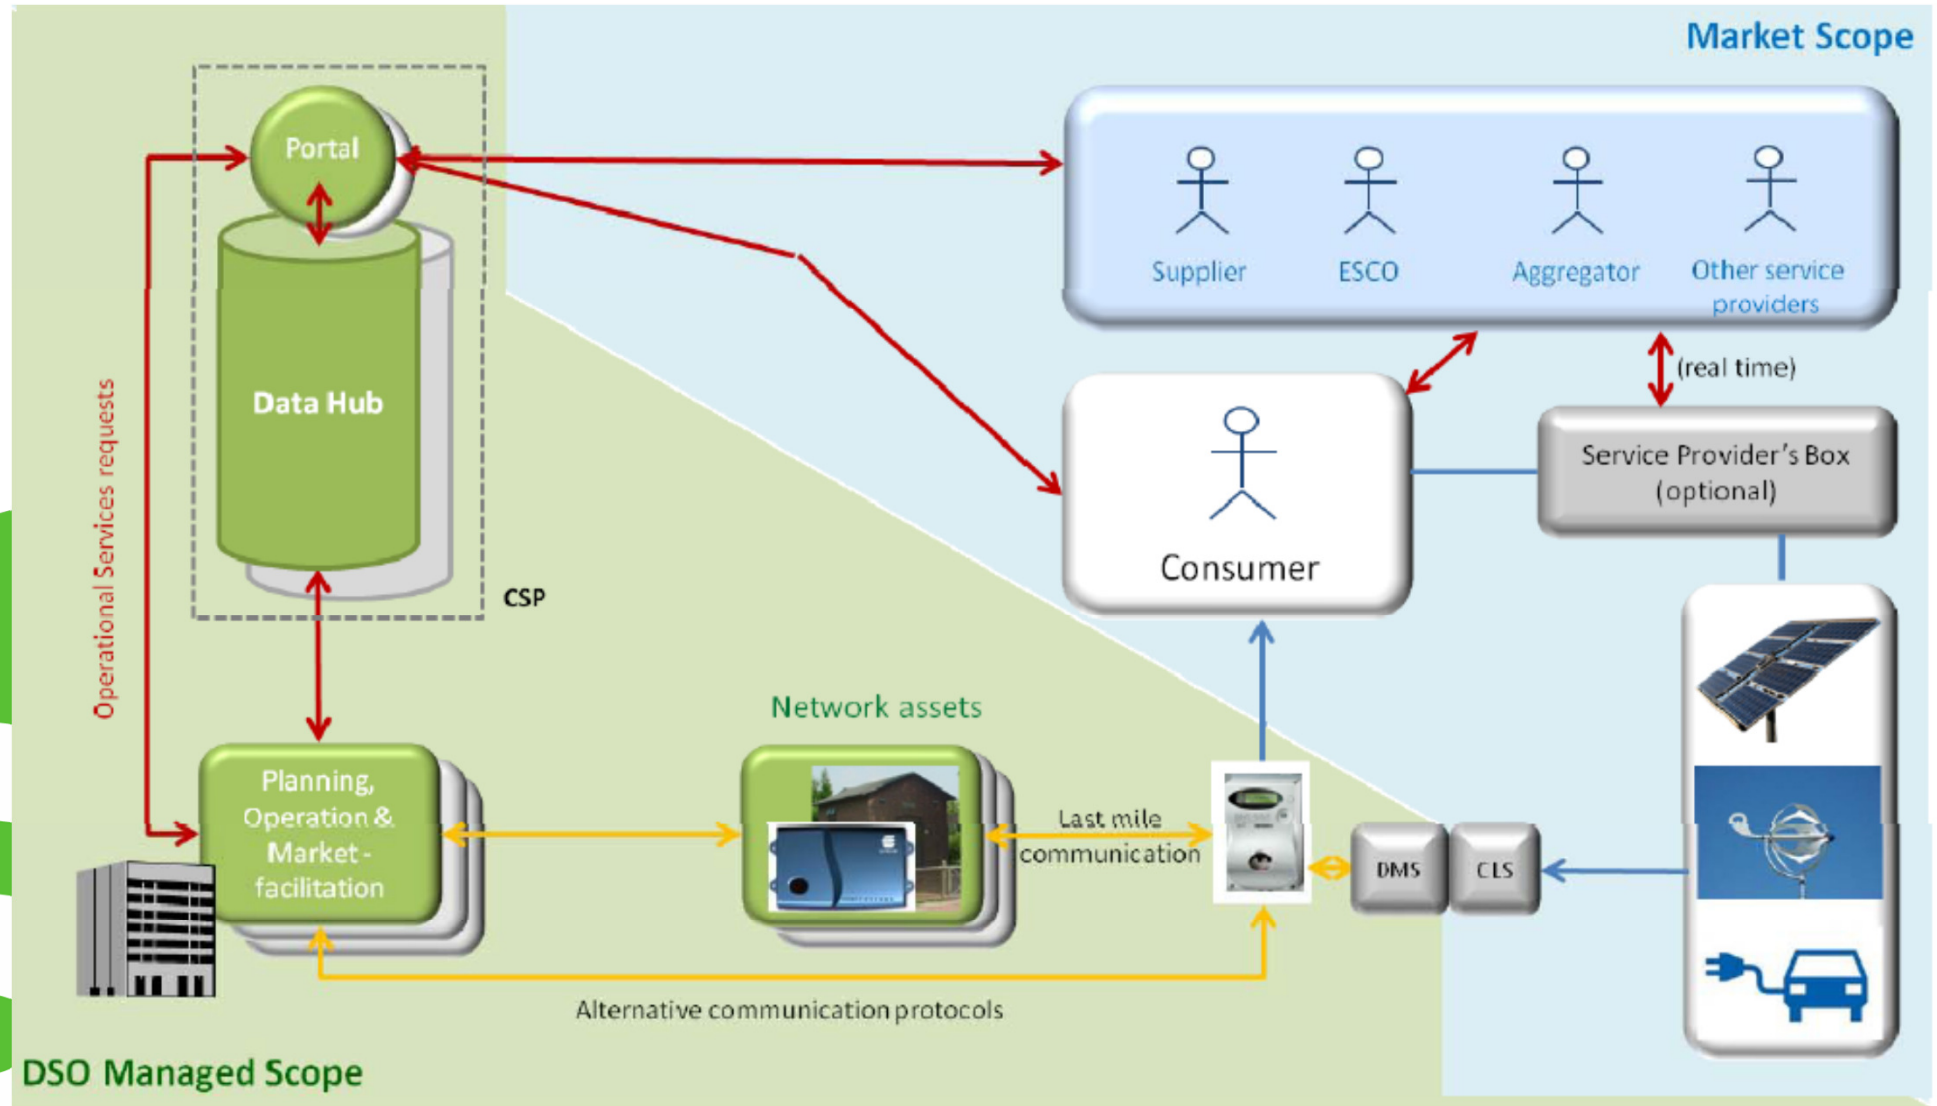 Market Scope
Portal
Supplier
ESCO
Aggregator
Other service
providers
(real time)
Data Hub
Service Provider's Box
(optional)
Consumer
CSP
Operational Services requests
Network assets
Planning,
Operation &
Market -
facilitation
Last mile
communication
DMS
CLS
Alternative communication protocols
DSO Managed Scope